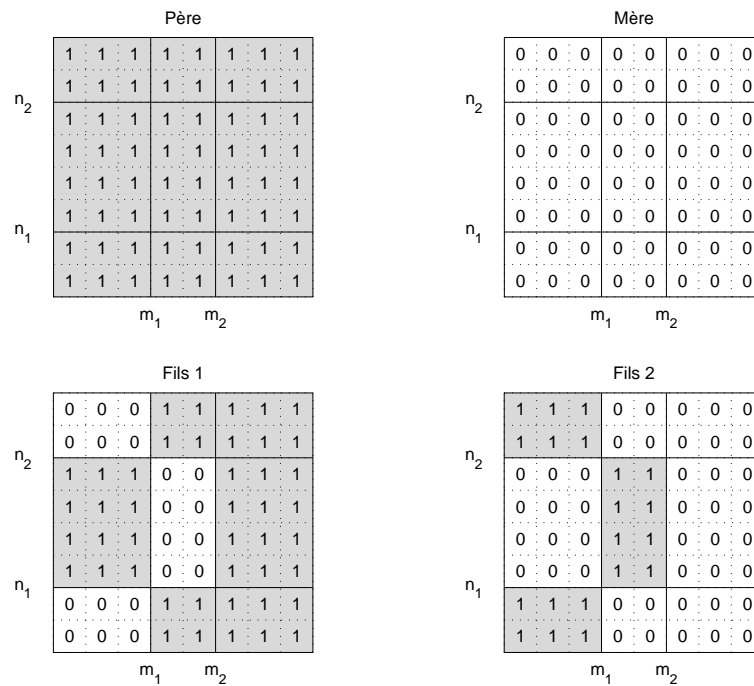 Père Mère
1 1 1 1 1 1 1 1 0 0 0 0 0 0 0 0
1 1 1 1 1 1 1 1 0 0 0 0 0 0 0 0
n2 n2
1 1 1 1 1 1 1 1 0 0 0 0 0 0 0 0
1 1 1 1 1 1 1 1 0 0 0 0 0 0 0 0
1 1 1 1 1 1 1 1 0 0 0 0 0 0 0 0
1 1 1 1 1 1 1 1 0 0 0 0 0 0 0 0
n1 n1
1 1 1 1 1 1 1 1 0 0 0 0 0 0 0 0
1 1 1 1 1 1 1 1 0 0 0 0 0 0 0 0
m1 m2 m1 m2
Fils 1 Fils 2
0 0 0 1 1 1 1 1 1 1 1 0 0 0 0 0
0 0 0 1 1 1 1 1 1 1 1 0 0 0 0 0
n2 n2
1 1 1 0 0 1 1 1 0 0 0 1 1 0 0 0
1 1 1 0 0 1 1 1 0 0 0 1 1 0 0 0
1 1 1 0 0 1 1 1 0 0 0 1 1 0 0 0
1 1 1 0 0 1 1 1 0 0 0 1 1 0 0 0
n1 n1
0 0 0 1 1 1 1 1 1 1 1 0 0 0 0 0
0 0 0 1 1 1 1 1 1 1 1 0 0 0 0 0
m1 m2 m1 m2